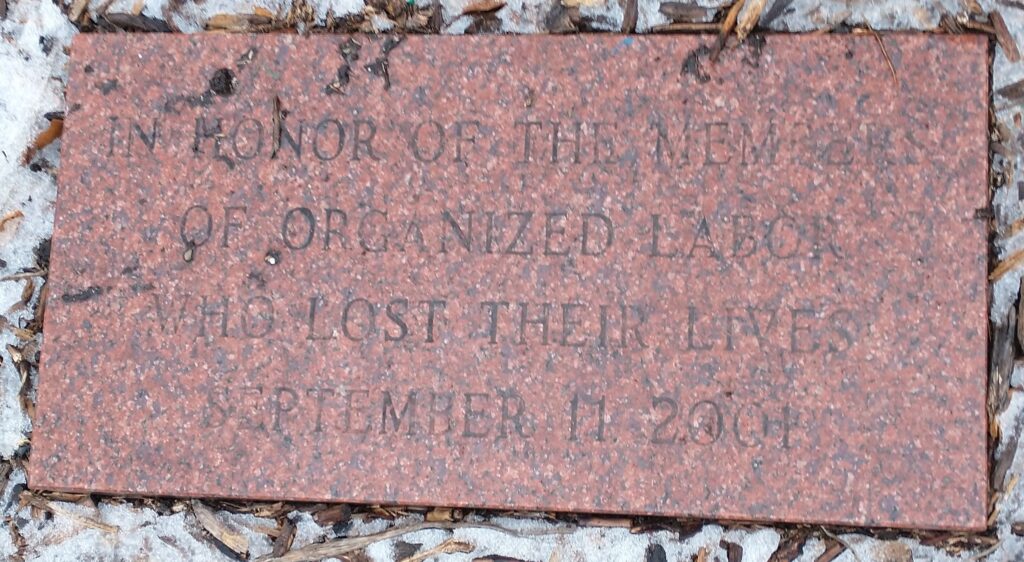 IN HONOR OF THE MEMBERS
OF ORGANIZED LABOR
WHO LOST THEIR LIVES
SEPTEMBER 11, 2001